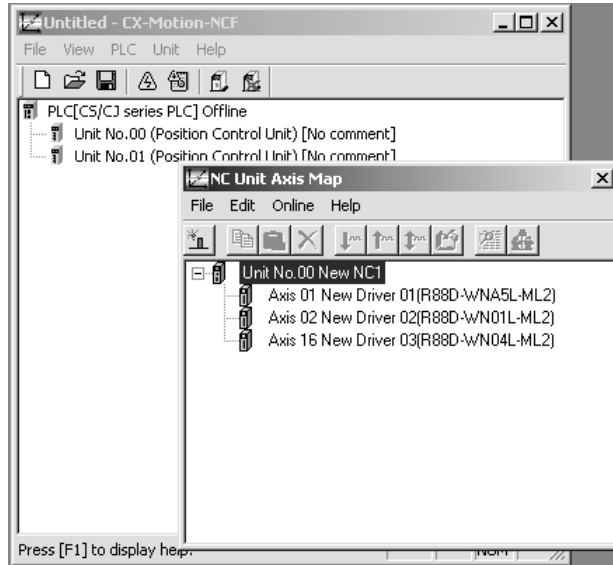 Untitled - CX-Motion-NCF
File View PLC Unit Help
PLC[CS/CJ series PLC] Offline
Unit No.00 (Position Control Unit) [No comment]
Unit No.01 (Position Control Unit) [No comment]
NC Unit Axis Map
File Edit Online Help
Unit No.00 New NC1
Axis 01 New Driver 01(R88D-WNA5L-ML2)
Axis 02 New Driver 02(R88D-WN01L-ML2)
Axis 16 New Driver 03(R88D-WN04L-ML2)
Press [F1] to display help.
NUM